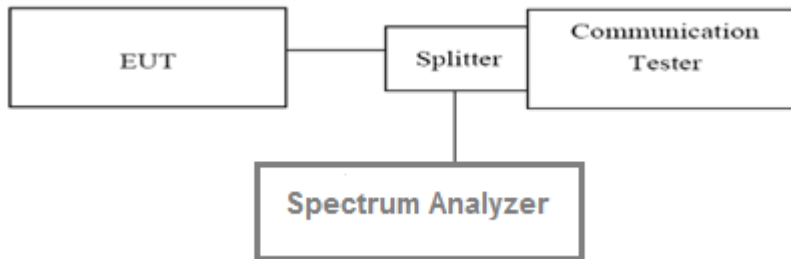 EUT
Splitter
Communication
Tester
Spectrum Analyzer